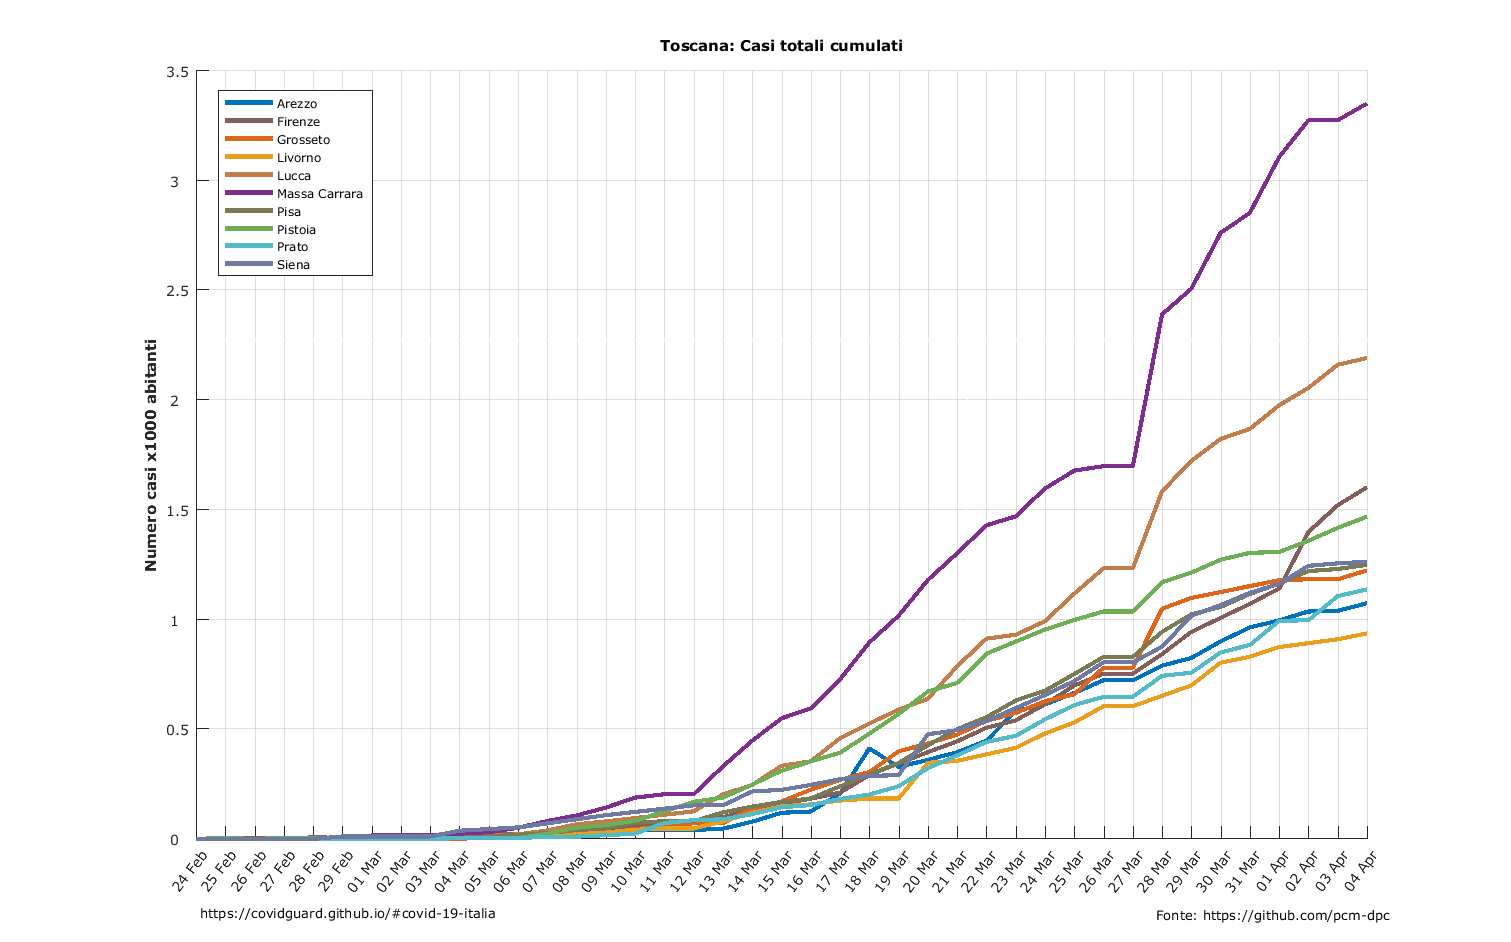 Toscana: Casi totali cumulati
Numero casi x1000 abitanti
3.5
3
2.5
2
1.5
1
0.5
0
Arezzo
Firenze
Grosseto
Livorno
Lucca
Massa Carrara
Pisa
Pistoia
Prato
Siena
24 Feb
25 Feb
26 Feb
27 Feb
28 Feb
29 Feb
01 Mar
02 Mar
03 Mar
04 Mar
05 Mar
06 Mar
07 Mar
08 Mar
09 Mar
10 Mar
11 Mar
12 Mar
13 Mar
14 Mar
15 Mar
16 Mar
17 Mar
18 Mar
19 Mar
20 Mar
21 Mar
22 Mar
23 Mar
24 Mar
25 Mar
26 Mar
27 Mar
28 Mar
29 Mar
30 Mar
31 Mar
01 Apr
02 Apr
03 Apr
04 Apr
https://covidguard.github.io/#covid-19-italia
Fonte: https://github.com/pcm-dpc